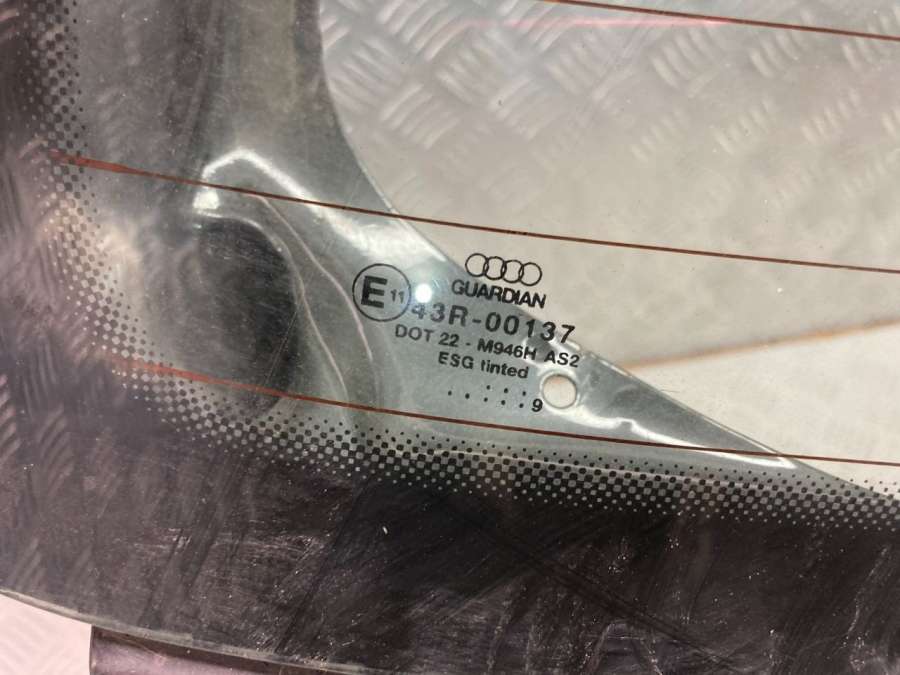 GUARDIAN
E11 43R-00137
DOT 22 - M946H AS2
ESG tinted
. . . . . : : : . 9